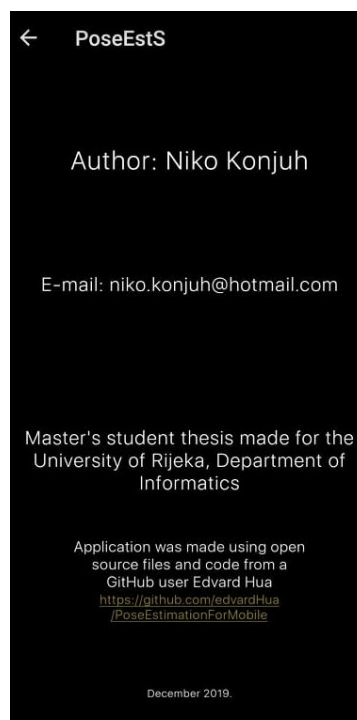 PoseEstS
Author: Niko Konjuh
E-mail: niko.konjuh@hotmail.com
Master's student thesis made for the
University of Rijeka, Department of
Informatics
Application was made using open
source files and code from a
GitHub user Edvard Hua
https://github.com/edvardHua
/PoseEstimationForMobile
December 2019.